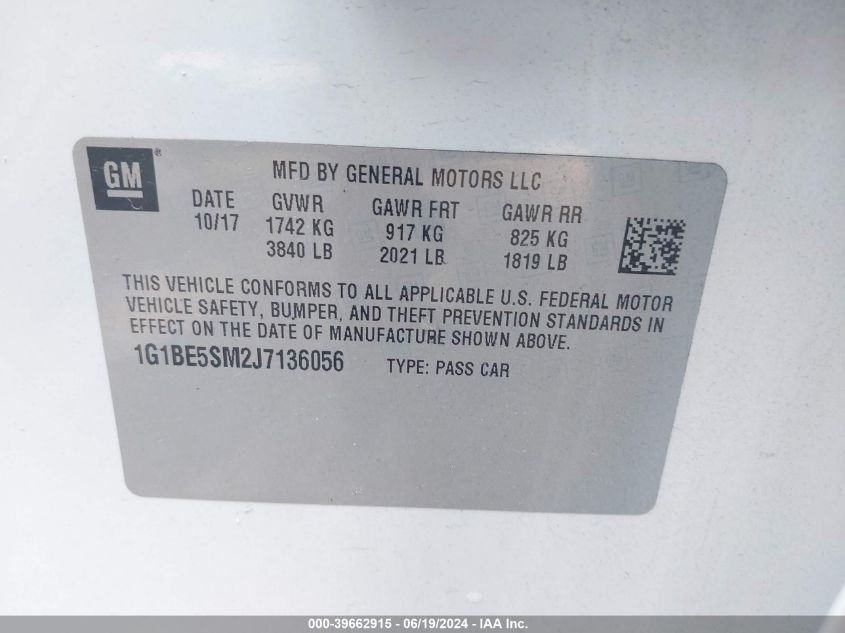 GM ®
MFD BY GENERAL MOTORS LLC
DATE GVWR GAWR FRT GAWR RR
10/17 1742 KG 917 KG 825 KG
3840 LB 2021 LB 1819 LB
THIS VEHICLE CONFORMS TO ALL APPLICABLE U.S. FEDERAL MOTOR
VEHICLE SAFETY, BUMPER, AND THEFT PREVENTION STANDARDS IN
EFFECT ON THE DATE OF MANUFACTURE SHOWN ABOVE.
1G1BE5SM2J7136056 TYPE: PASS CAR
000-39662915 - 06/19/2024 - IAA Inc.